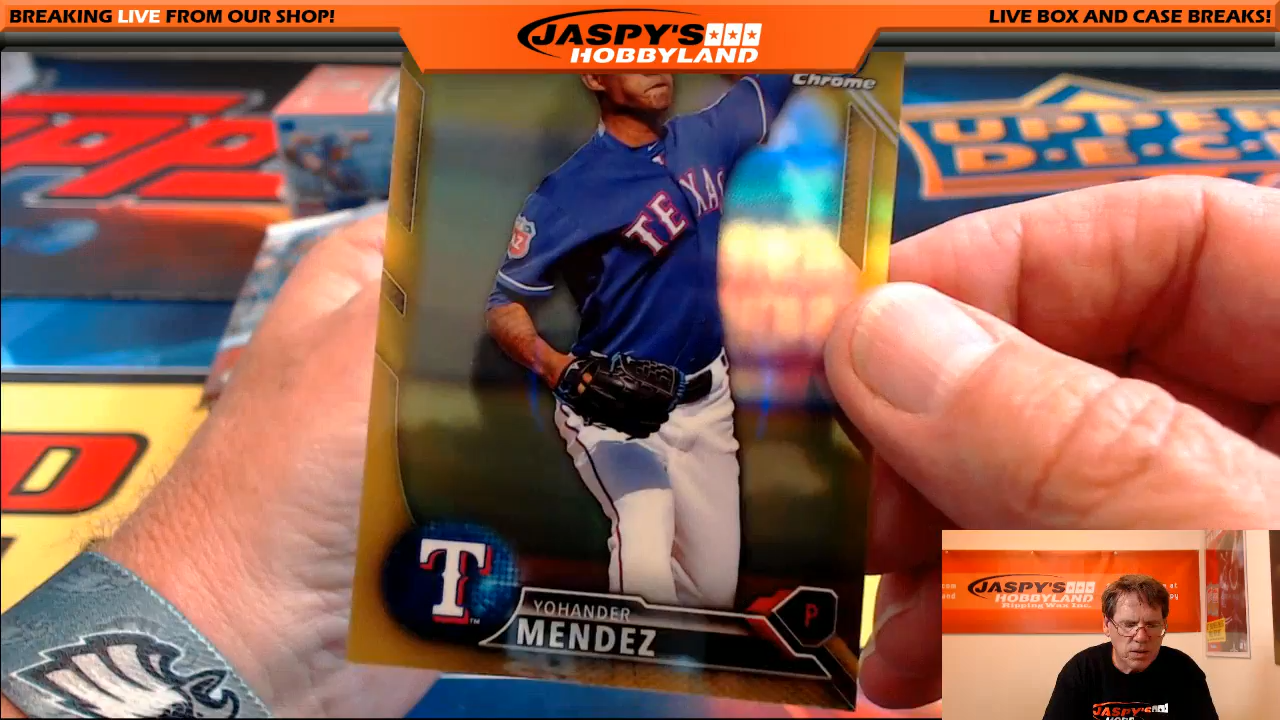 BREAKING LIVE FROM OUR SHOP!
JASPY'S
HOBBYLAND
LIVE BOX AND CASE BREAKS!
Chrome
UPPER
D·E·C
TEXAS
T
YOHANDER
MENDEZ
P
JASPY'S
HOBBYLAND
Ripping Wax Inc.
JASPY'S